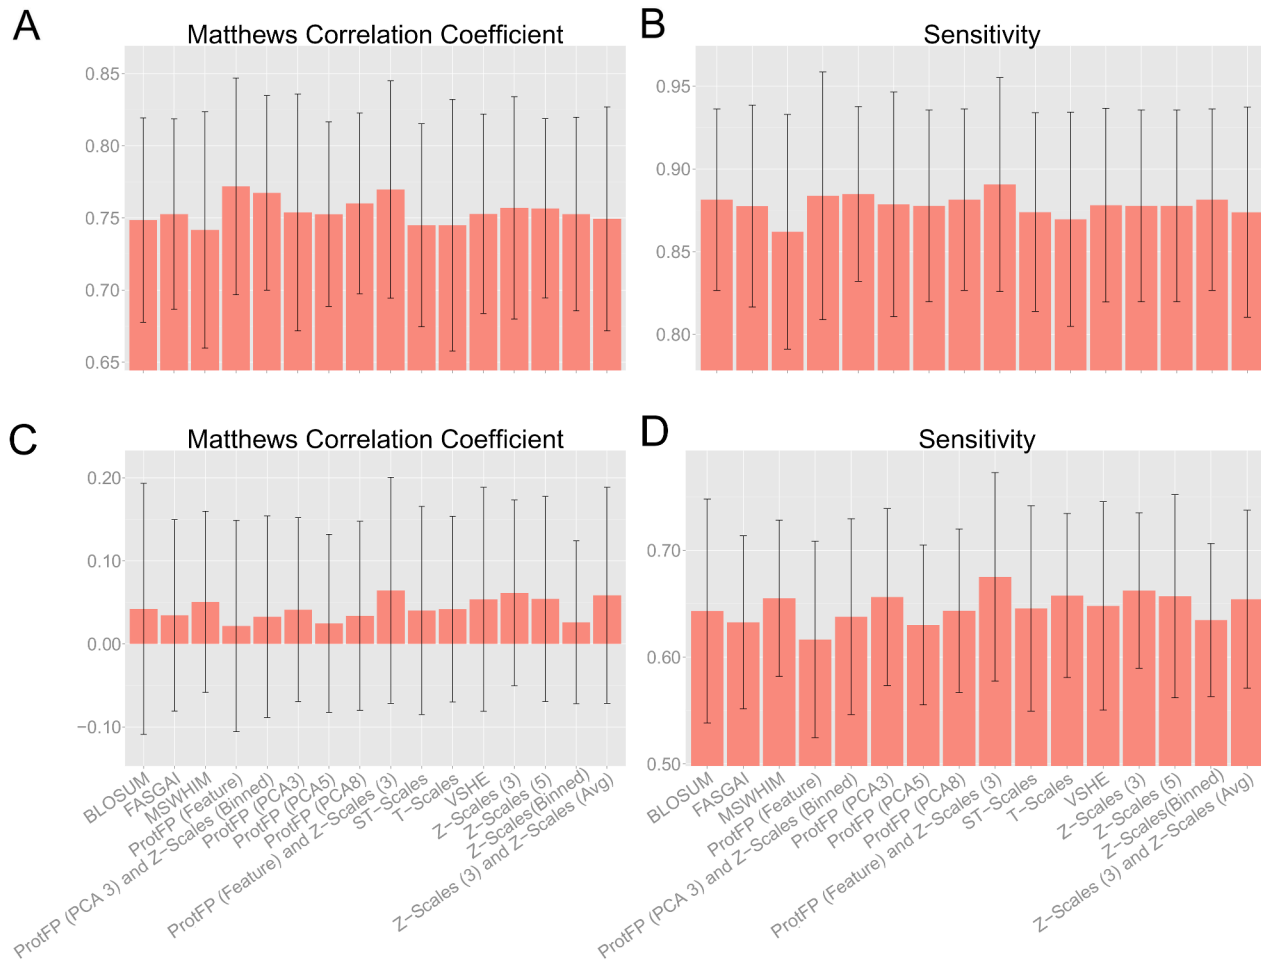 A
Matthews Correlation Coefficient
0.85
0.80
0.75
0.70
0.65
B
Sensitivity
0.95
0.90
0.85
0.80
C
Matthews Correlation Coefficient
0.20
0.10
0.00
−0.10
BLOSUM
FASGAI
MSWHIM
ProtFP (Feature)
ProtFP (PCA 3) and Z−Scales (Binned)
ProtFP (PCA3)
ProtFP (PCA5)
ProtFP (PCA8)
ProtFP (Feature) and Z−Scales (3)
ST−Scales
T−Scales
VSHE
Z−Scales (3)
Z−Scales (5)
Z−Scales(Binned)
Z−Scales (3) and Z−Scales (Avg)
D
Sensitivity
0.70
0.60
0.50
BLOSUM
FASGAI
MSWHIM
ProtFP (Feature)
ProtFP (PCA 3) and Z−Scales (Binned)
ProtFP (PCA3)
ProtFP (PCA5)
ProtFP (PCA8)
ProtFP (Feature) and Z−Scales (3)
ST−Scales
T−Scales
VSHE
Z−Scales (3)
Z−Scales (5)
Z−Scales(Binned)
Z−Scales (3) and Z−Scales (Avg)